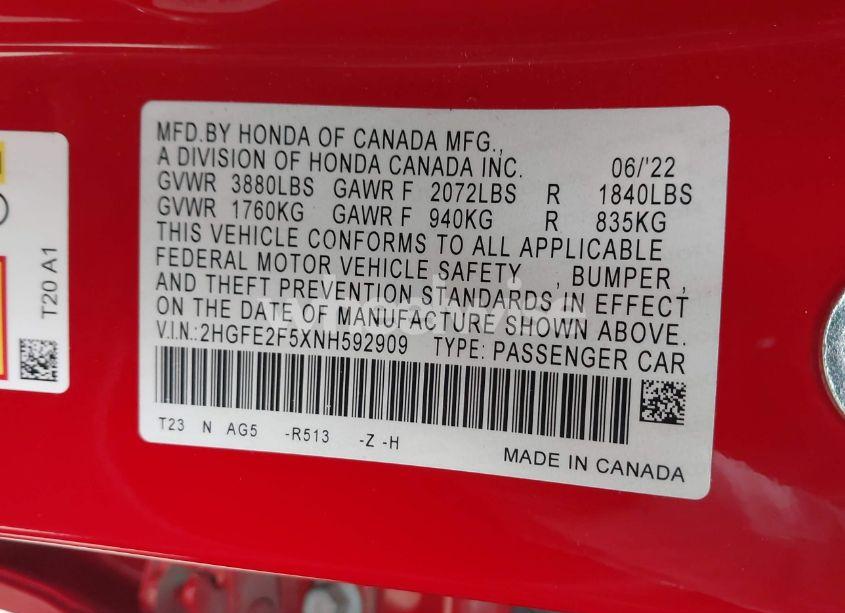 MFD.BY HONDA OF CANADA MFG.,
A DIVISION OF HONDA CANADA INC. 06/'22
GVWR 3880LBS GAWR F 2072LBS R 1840LBS
GVWR 1760KG GAWR F 940KG R 835KG
THIS VEHICLE CONFORMS TO ALL APPLICABLE
FEDERAL MOTOR VEHICLE SAFETY , BUMPER ,
AND THEFT PREVENTION STANDARDS IN EFFECT
ON THE DATE OF MANUFACTURE SHOWN ABOVE.
V.I.N.:2HGFE2F5XNH592909 TYPE: PASSENGER CAR
T23 N AG5 -R513 -Z -H
MADE IN CANADA
T20 A1